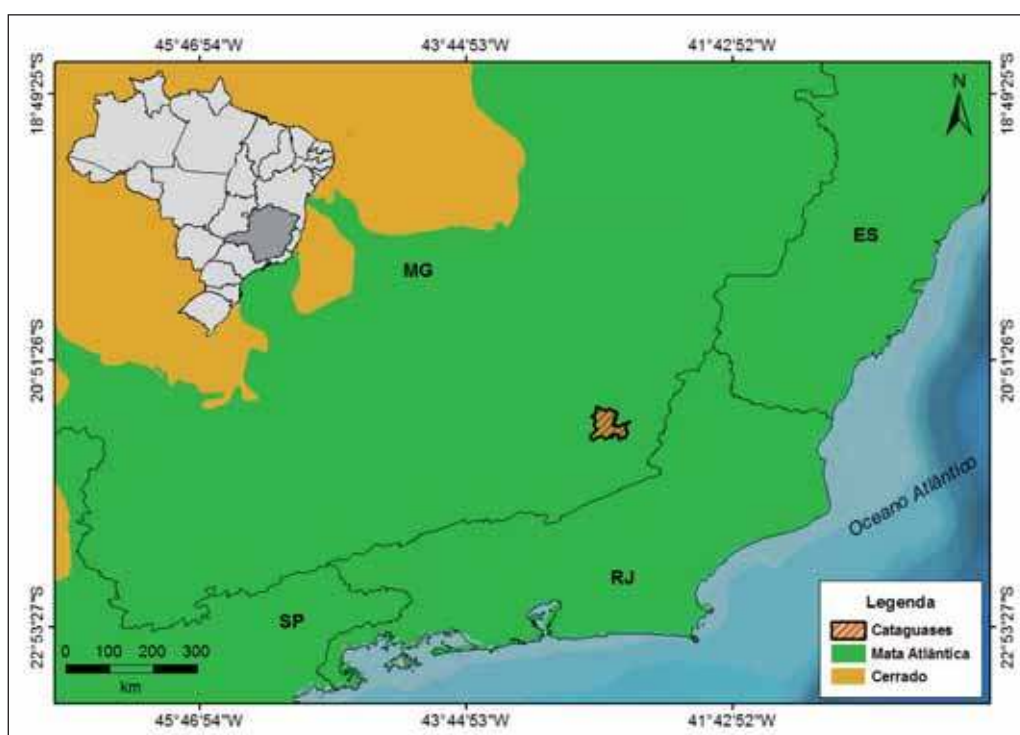 45°46'54"W 43°44'53"W 41°42'52"W
18°49'25"S
18°49'25"S
N
ES
MG
20°51'26"S
20°51'26"S
Oceano Atlântico
RJ
SP
22°53'27"S
22°53'27"S
Legenda
Cataguases
Mata Atlântica
Cerrado
0 100 200 300
km
45°46'54"W 43°44'53"W 41°42'52"W